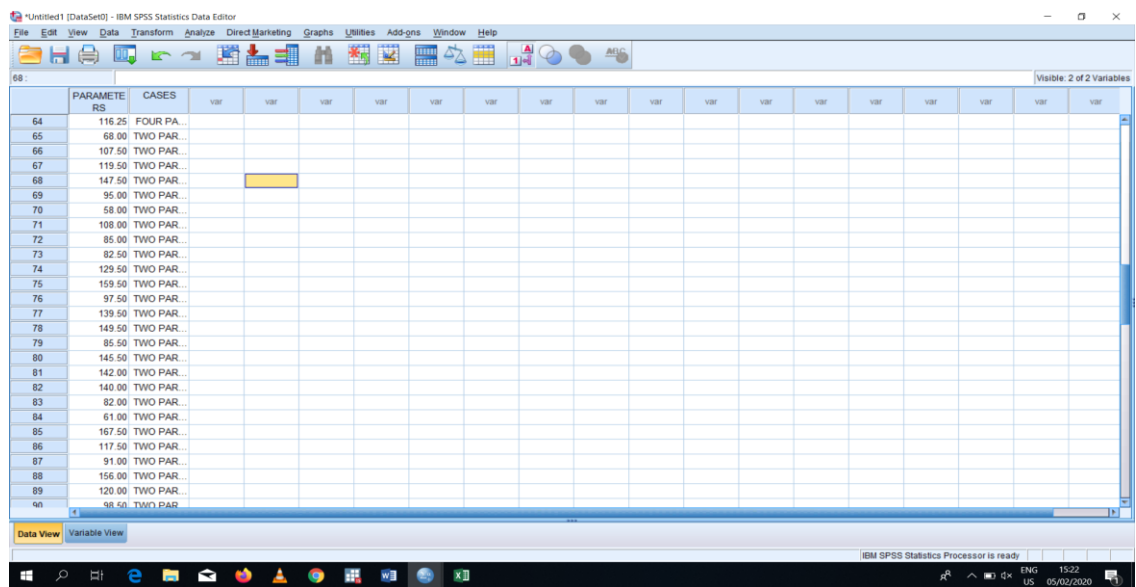 *Untitled1 [DataSet0] - IBM SPSS Statistics Data Editor
File Edit View Data Transform Analyze Direct Marketing Graphs Utilities Add-ons Window Help
68 :
Visible: 2 of 2 Variables
PARAMETE RS CASES var var var var var var var var var var var var var var var var var
64 116.25 FOUR PA...
65 68.00 TWO PAR...
66 107.50 TWO PAR...
67 119.50 TWO PAR...
68 147.50 TWO PAR...
69 95.00 TWO PAR...
70 58.00 TWO PAR...
71 108.00 TWO PAR...
72 85.00 TWO PAR...
73 82.50 TWO PAR...
74 129.50 TWO PAR...
75 159.50 TWO PAR...
76 97.50 TWO PAR...
77 139.50 TWO PAR...
78 149.50 TWO PAR...
79 85.50 TWO PAR...
80 145.50 TWO PAR...
81 142.00 TWO PAR...
82 140.00 TWO PAR...
83 82.00 TWO PAR...
84 61.00 TWO PAR...
85 167.50 TWO PAR...
86 117.50 TWO PAR...
87 91.00 TWO PAR...
88 156.00 TWO PAR...
89 120.00 TWO PAR...
90 98.50 TWO PAR
Data View Variable View
IBM SPSS Statistics Processor is ready
ENG 15:22
US 05/02/2020